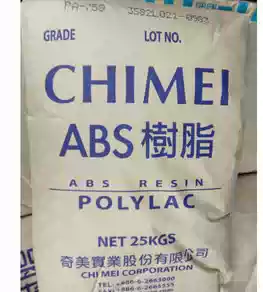 GRADE LOT NO.
CHIMEI
ABS 樹脂
ABS RESIN
POLYLAC
NET 25KGS
奇美實業股份有限公司
CHI MEI CORPORATION